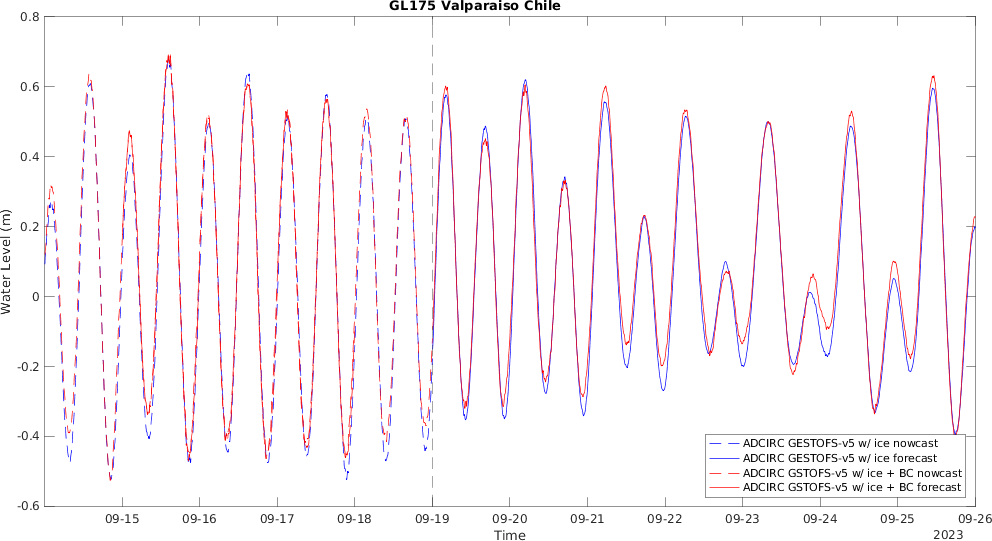 GL175 Valparaiso Chile
Water Level (m)
0.8
0.6
0.4
0.2
0
-0.2
-0.4
-0.6
ADCIRC GESTOFS-v5 w/ ice nowcast
ADCIRC GESTOFS-v5 w/ ice forecast
ADCIRC GSTOFS-v5 w/ ice + BC nowcast
ADCIRC GSTOFS-v5 w/ ice + BC forecast
09-15 09-16 09-17 09-18 09-19 09-20 09-21 09-22 09-23 09-24 09-25 09-26
Time
2023